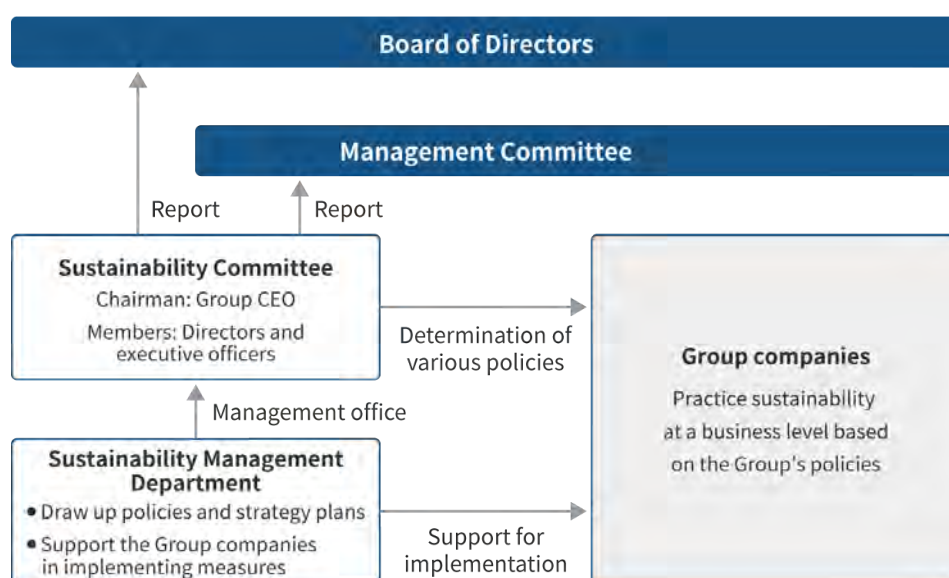 Board of Directors
Management Committee
Report
Report
Sustainability Committee
Chairman: Group CEO
Members: Directors and
executive officers
Determination of
various policies
Group companies
Practice sustainability
at a business level based
on the Group's policies
Management office
Sustainability Management
Department
• Draw up policies and strategy plans
• Support the Group companies
in implementing measures
Support for
implementation